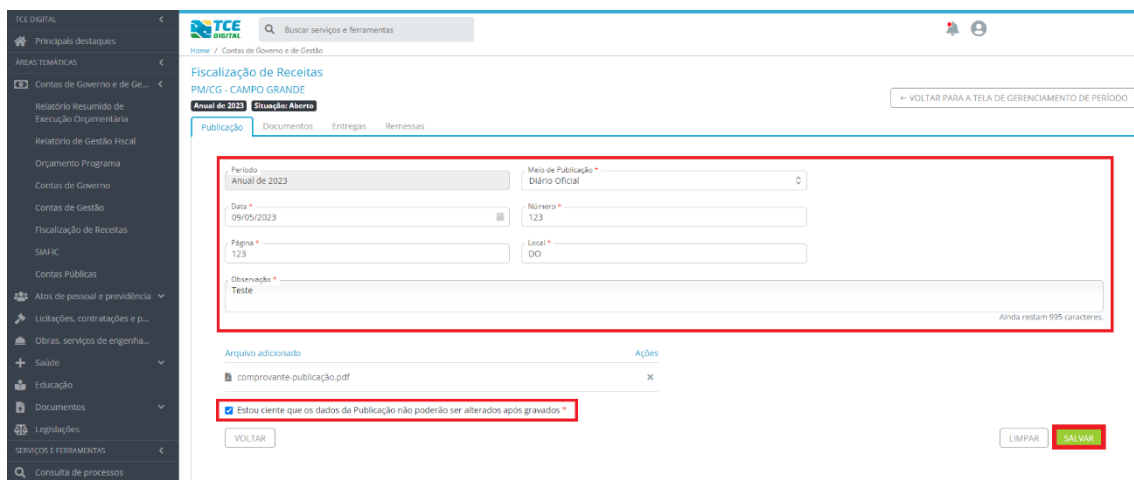 TCE DIGITAL
Principais destaques
ÁREAS TEMÁTICAS
Contas de Governo e de Ge...
Relatório Resumido de
Execução Orçamentária
Relatório de Gestão Fiscal
Orçamento Programa
Contas de Governo
Contas de Gestão
Fiscalização de Receitas
SIAFIC
Contas Públicas
Atos de pessoal e previdência
Licitações, contratações e p...
Obras, serviços de engenha...
Saúde
Educação
Documentos
Legislações
SERVIÇOS E FERRAMENTAS
Consulta de processos
TCE
DIGITAL
Buscar serviços e ferramentas
Home / Contas de Governo e de Gestão
Fiscalização de Receitas
PM/CG - CAMPO GRANDE
Anual de 2023 Situação: Aberto
← VOLTAR PARA A TELA DE GERENCIAMENTO DE PERÍODO
Publicação Documentos Entregas Remessas
Período
Anual de 2023
Meio de Publicação *
Diário Oficial
Data *
09/05/2023
Número *
123
Página *
123
Local *
DO
Observação *
Teste
Ainda restam 995 caracteres.
Arquivo adicionado Ações
comprovante-publicação.pdf
Estou ciente que os dados da Publicação não poderão ser alterados após gravados *
VOLTAR LIMPAR SALVAR